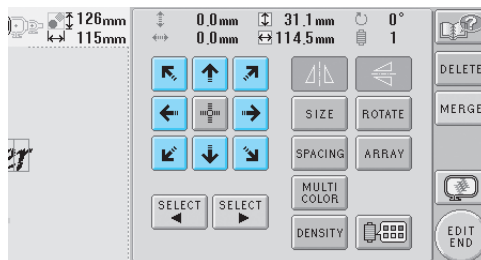 126mm
115mm
0.0mm 31.1mm 0°
0.0mm 114.5mm 1
DELETE
SIZE ROTATE
MERGE
SPACING ARRAY
MULTI
COLOR
SELECT SELECT
DENSITY
EDIT
END
er